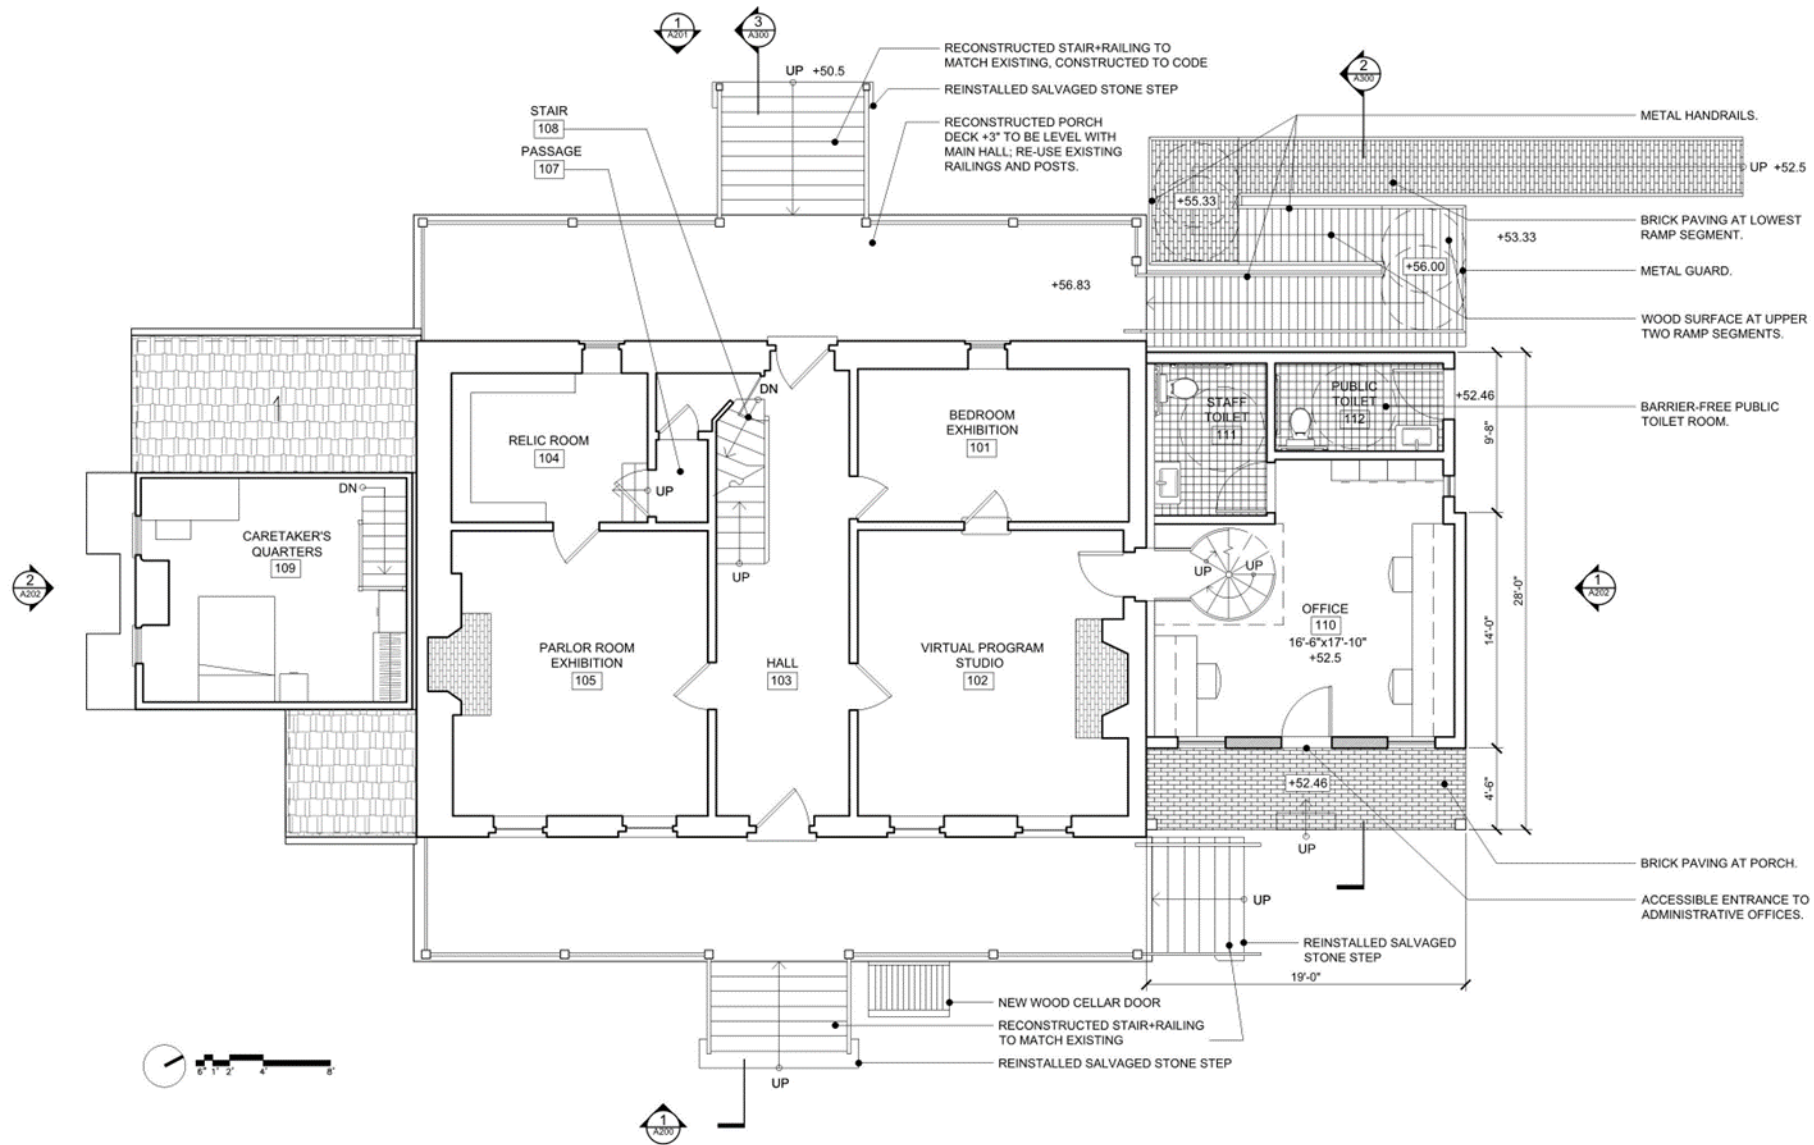 1
A201
3
A300
UP +50.5
RECONSTRUCTED STAIR+RAILING TO
MATCH EXISTING, CONSTRUCTED TO CODE
REINSTALLED SALVAGED STONE STEP
RECONSTRUCTED PORCH
DECK +3" TO BE LEVEL WITH
MAIN HALL; RE-USE EXISTING
RAILINGS AND POSTS.
STAIR
108
PASSAGE
107
2
A300
METAL HANDRAILS.
UP +52.5
+55.33
BRICK PAVING AT LOWEST
RAMP SEGMENT.
+53.33
+56.00
METAL GUARD.
+56.83
WOOD SURFACE AT UPPER
TWO RAMP SEGMENTS.
DN
RELIC ROOM
104
UP
BEDROOM
EXHIBITION
101
STAFF
TOILET
111
PUBLIC
TOILET
112
+52.46
BARRIER-FREE PUBLIC
TOILET ROOM.
9'-8"
DN
CARETAKER'S
QUARTERS
109
2
A202
UP
UP
UP
1
A202
28'-0"
14'-0"
OFFICE
110
16'-6"x17'-10"
+52.5
PARLOR ROOM
EXHIBITION
105
HALL
103
VIRTUAL PROGRAM
STUDIO
102
+52.46
4'-6"
UP
BRICK PAVING AT PORCH.
ACCESSIBLE ENTRANCE TO
ADMINISTRATIVE OFFICES.
UP
REINSTALLED SALVAGED
STONE STEP
19'-0"
NEW WOOD CELLAR DOOR
RECONSTRUCTED STAIR+RAILING
TO MATCH EXISTING
REINSTALLED SALVAGED STONE STEP
UP
6" 1' 2' 4' 8'
1
A200